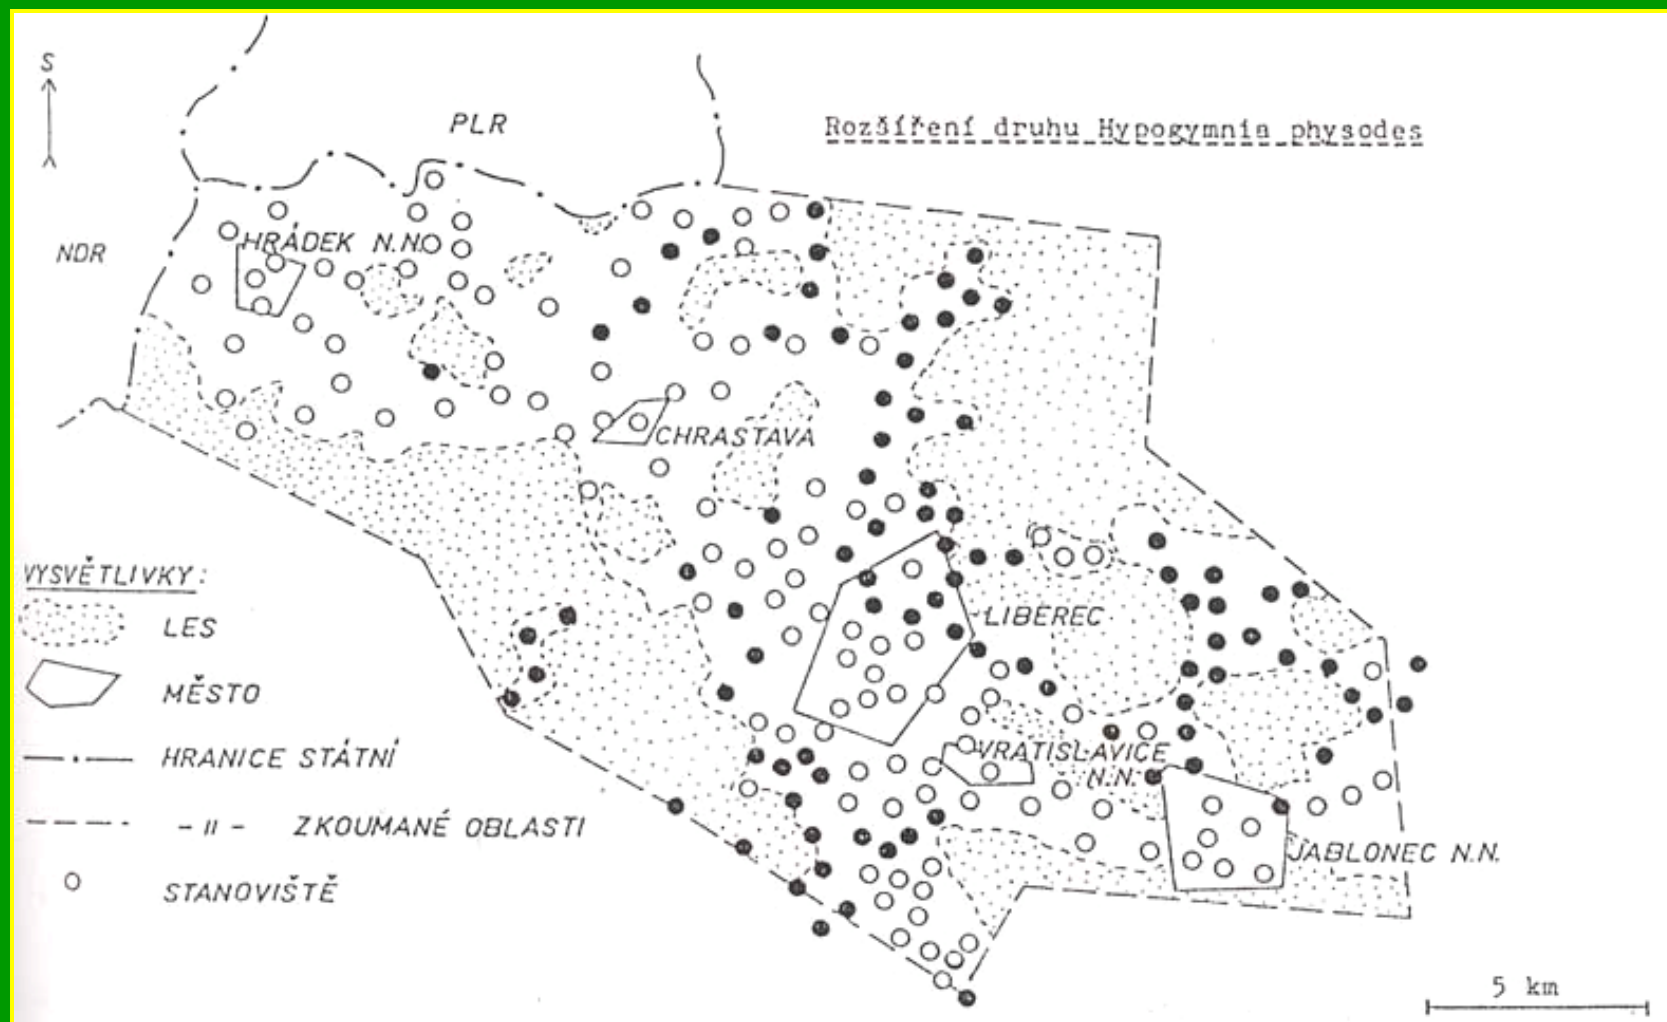 S
PLR
Rozšíření druhu Hypogymnia physodes
NDR
HRÁDEK N.N.
CHRASTAVA
VYSVĚTLIVKY:
LES
LIBEREC
MĚSTO
HRANICE STÁTNÍ
VRATISLAVICE
N.N.
- 11 - ZKOUMANÉ OBLASTI
JABLONEC N.N.
STANOVIŠTĚ
5 km